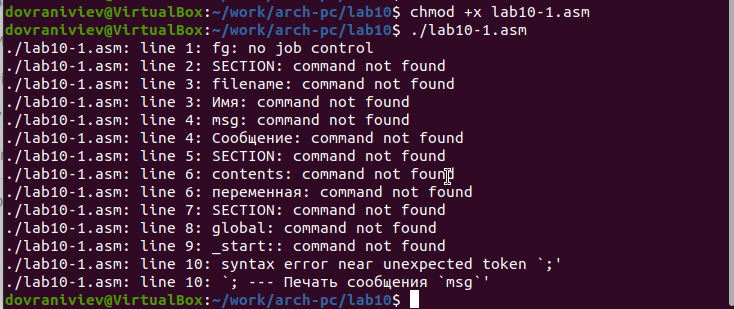 dovraniviev@VirtualBox:~/work/arch-pc/lab10$ chmod +x lab10-1.asm
dovraniviev@VirtualBox:~/work/arch-pc/lab10$ ./lab10-1.asm
./lab10-1.asm: line 1: fg: no job control
./lab10-1.asm: line 2: SECTION: command not found
./lab10-1.asm: line 3: filename: command not found
./lab10-1.asm: line 3: Имя: command not found
./lab10-1.asm: line 4: msg: command not found
./lab10-1.asm: line 4: Сообщение: command not found
./lab10-1.asm: line 5: SECTION: command not found
./lab10-1.asm: line 6: contents: command not found
./lab10-1.asm: line 6: переменная: command not found
./lab10-1.asm: line 7: SECTION: command not found
./lab10-1.asm: line 8: global: command not found
./lab10-1.asm: line 9: _start:: command not found
./lab10-1.asm: line 10: syntax error near unexpected token `;'
./lab10-1.asm: line 10: `; --- Печать сообщения `msg`'
dovraniviev@VirtualBox:~/work/arch-pc/lab10$